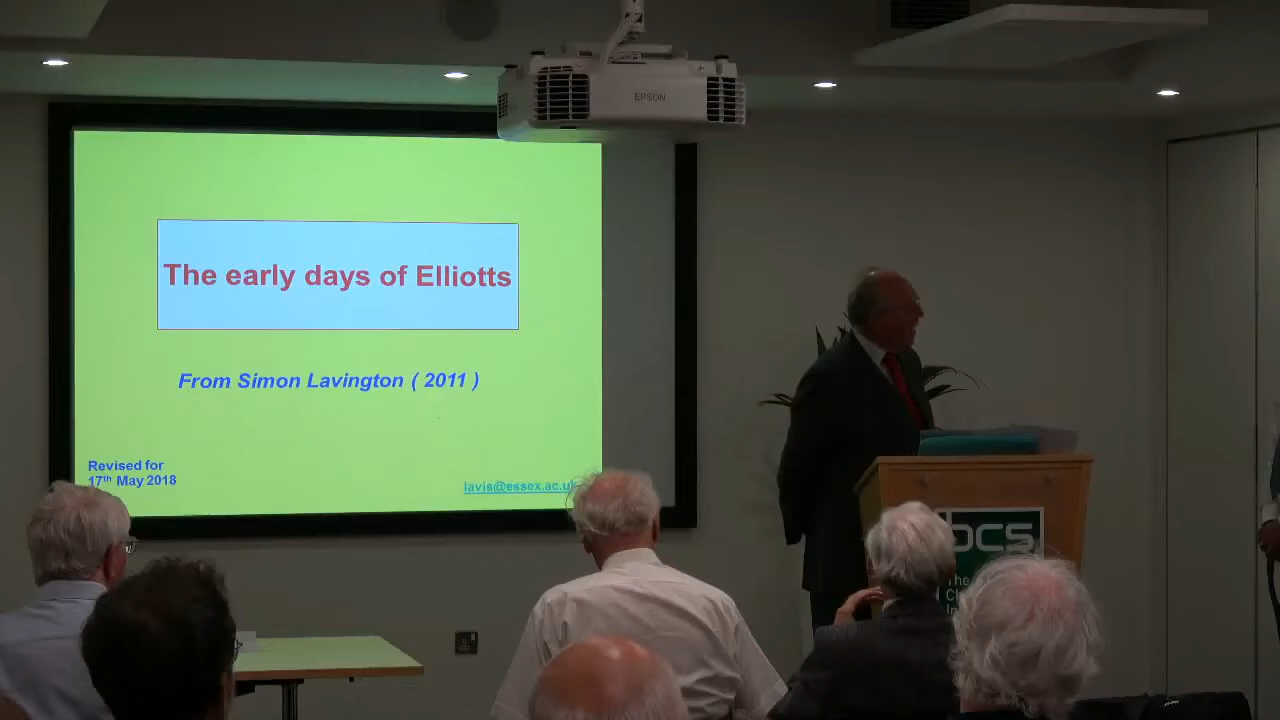 EPSON
The early days of Elliotts
From Simon Lavington ( 2011 )
Revised for
17th May 2018
lavis@essex.ac.uk
bcs
The